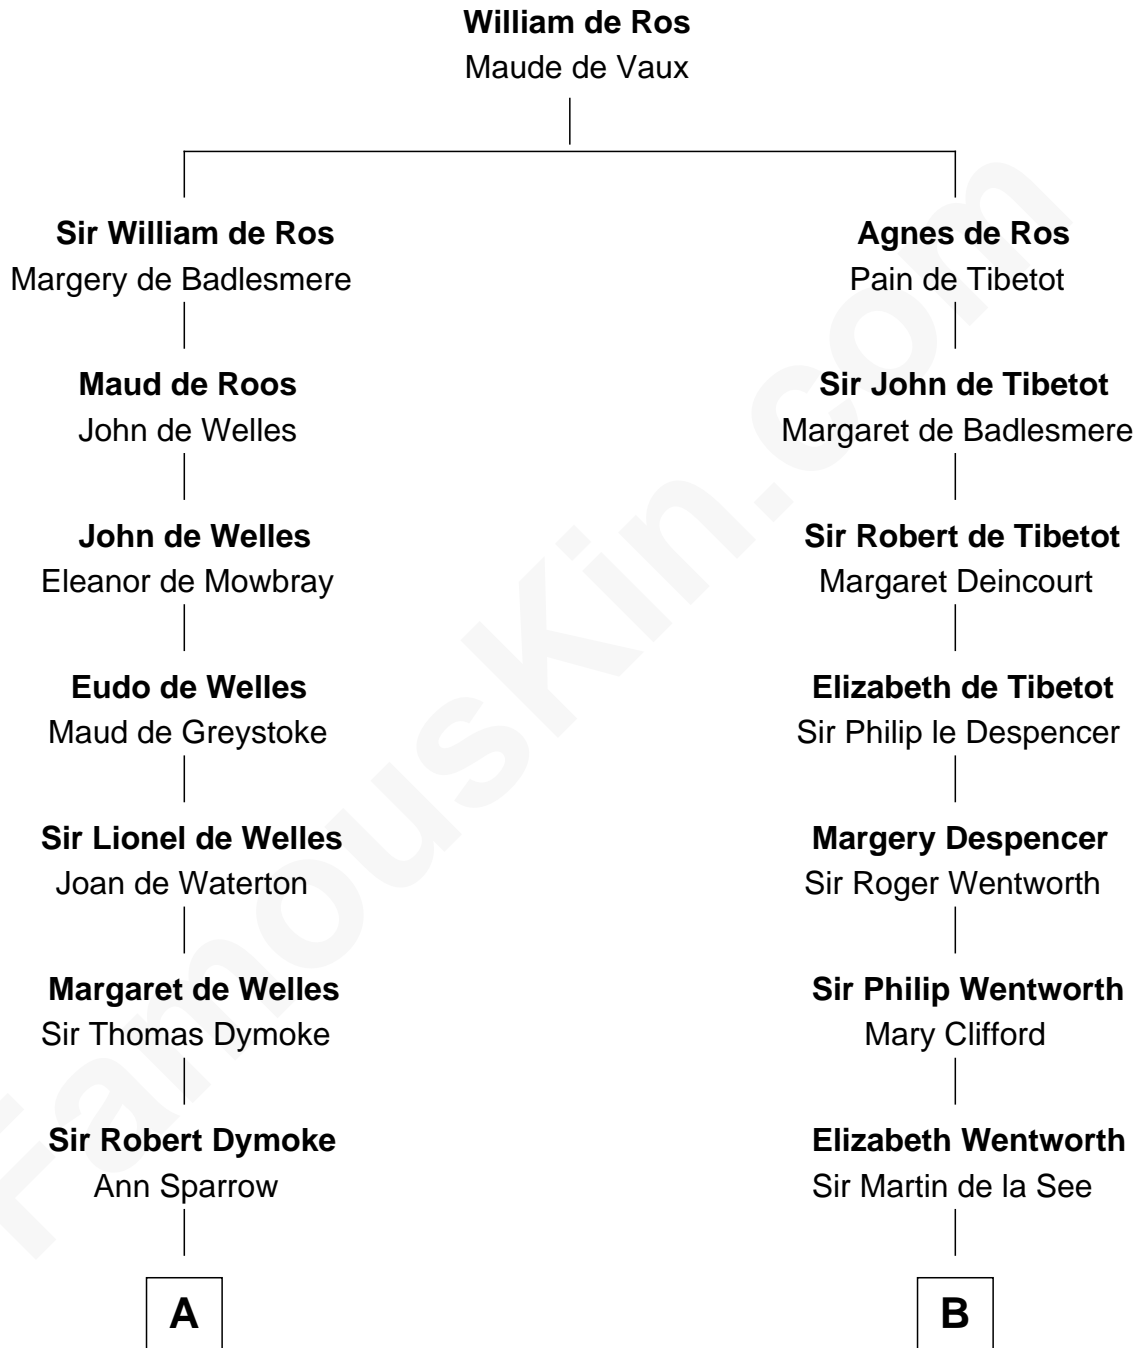 William de Ros
Maude de Vaux
Sir William de Ros
Margery de Badlesmere
Maud de Roos
John de Welles
John de Welles
Eleanor de Mowbray
Eudo de Welles
Maud de Greystoke
Sir Lionel de Welles
Joan de Waterton
Margaret de Welles
Sir Thomas Dymoke
Sir Robert Dymoke
Ann Sparrow
A
Agnes de Ros
Pain de Tibetot
Sir John de Tibetot
Margaret de Badlesmere
Sir Robert de Tibetot
Margaret Deincourt
Elizabeth de Tibetot
Sir Philip le Despencer
Margery Despencer
Sir Roger Wentworth
Sir Philip Wentworth
Mary Clifford
Elizabeth Wentworth
Sir Martin de la See
B
FamousKin.com